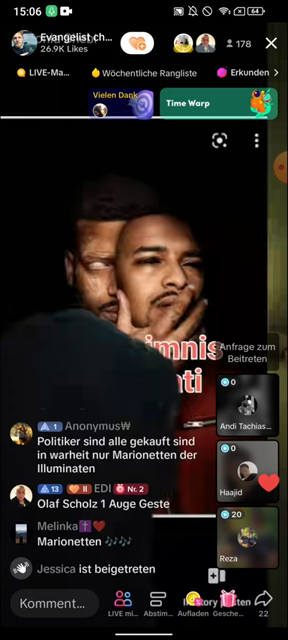 15:06
64
Evangelist ch...
26.9K Likes
178
LIVE-Ma...
Wöchentliche Rangliste
Erkunden
Vielen Dank
Time Warp
Anfrage zum
Beitreten
0
Andi Tachias...
0
Haajid
20
Reza
1 Anonymus₩
Politiker sind alle gekauft sind
in warheit nur Marionetten der
Illuminaten
13 II EDI Nr. 2
Olaf Scholz 1 Auge Geste
Melinka✝️❤️
Marionetten 🎶🎶
Jessica ist beigetreten
Komment...
LIVE mi...
Abstim...
Aufladen
Gesche...
22